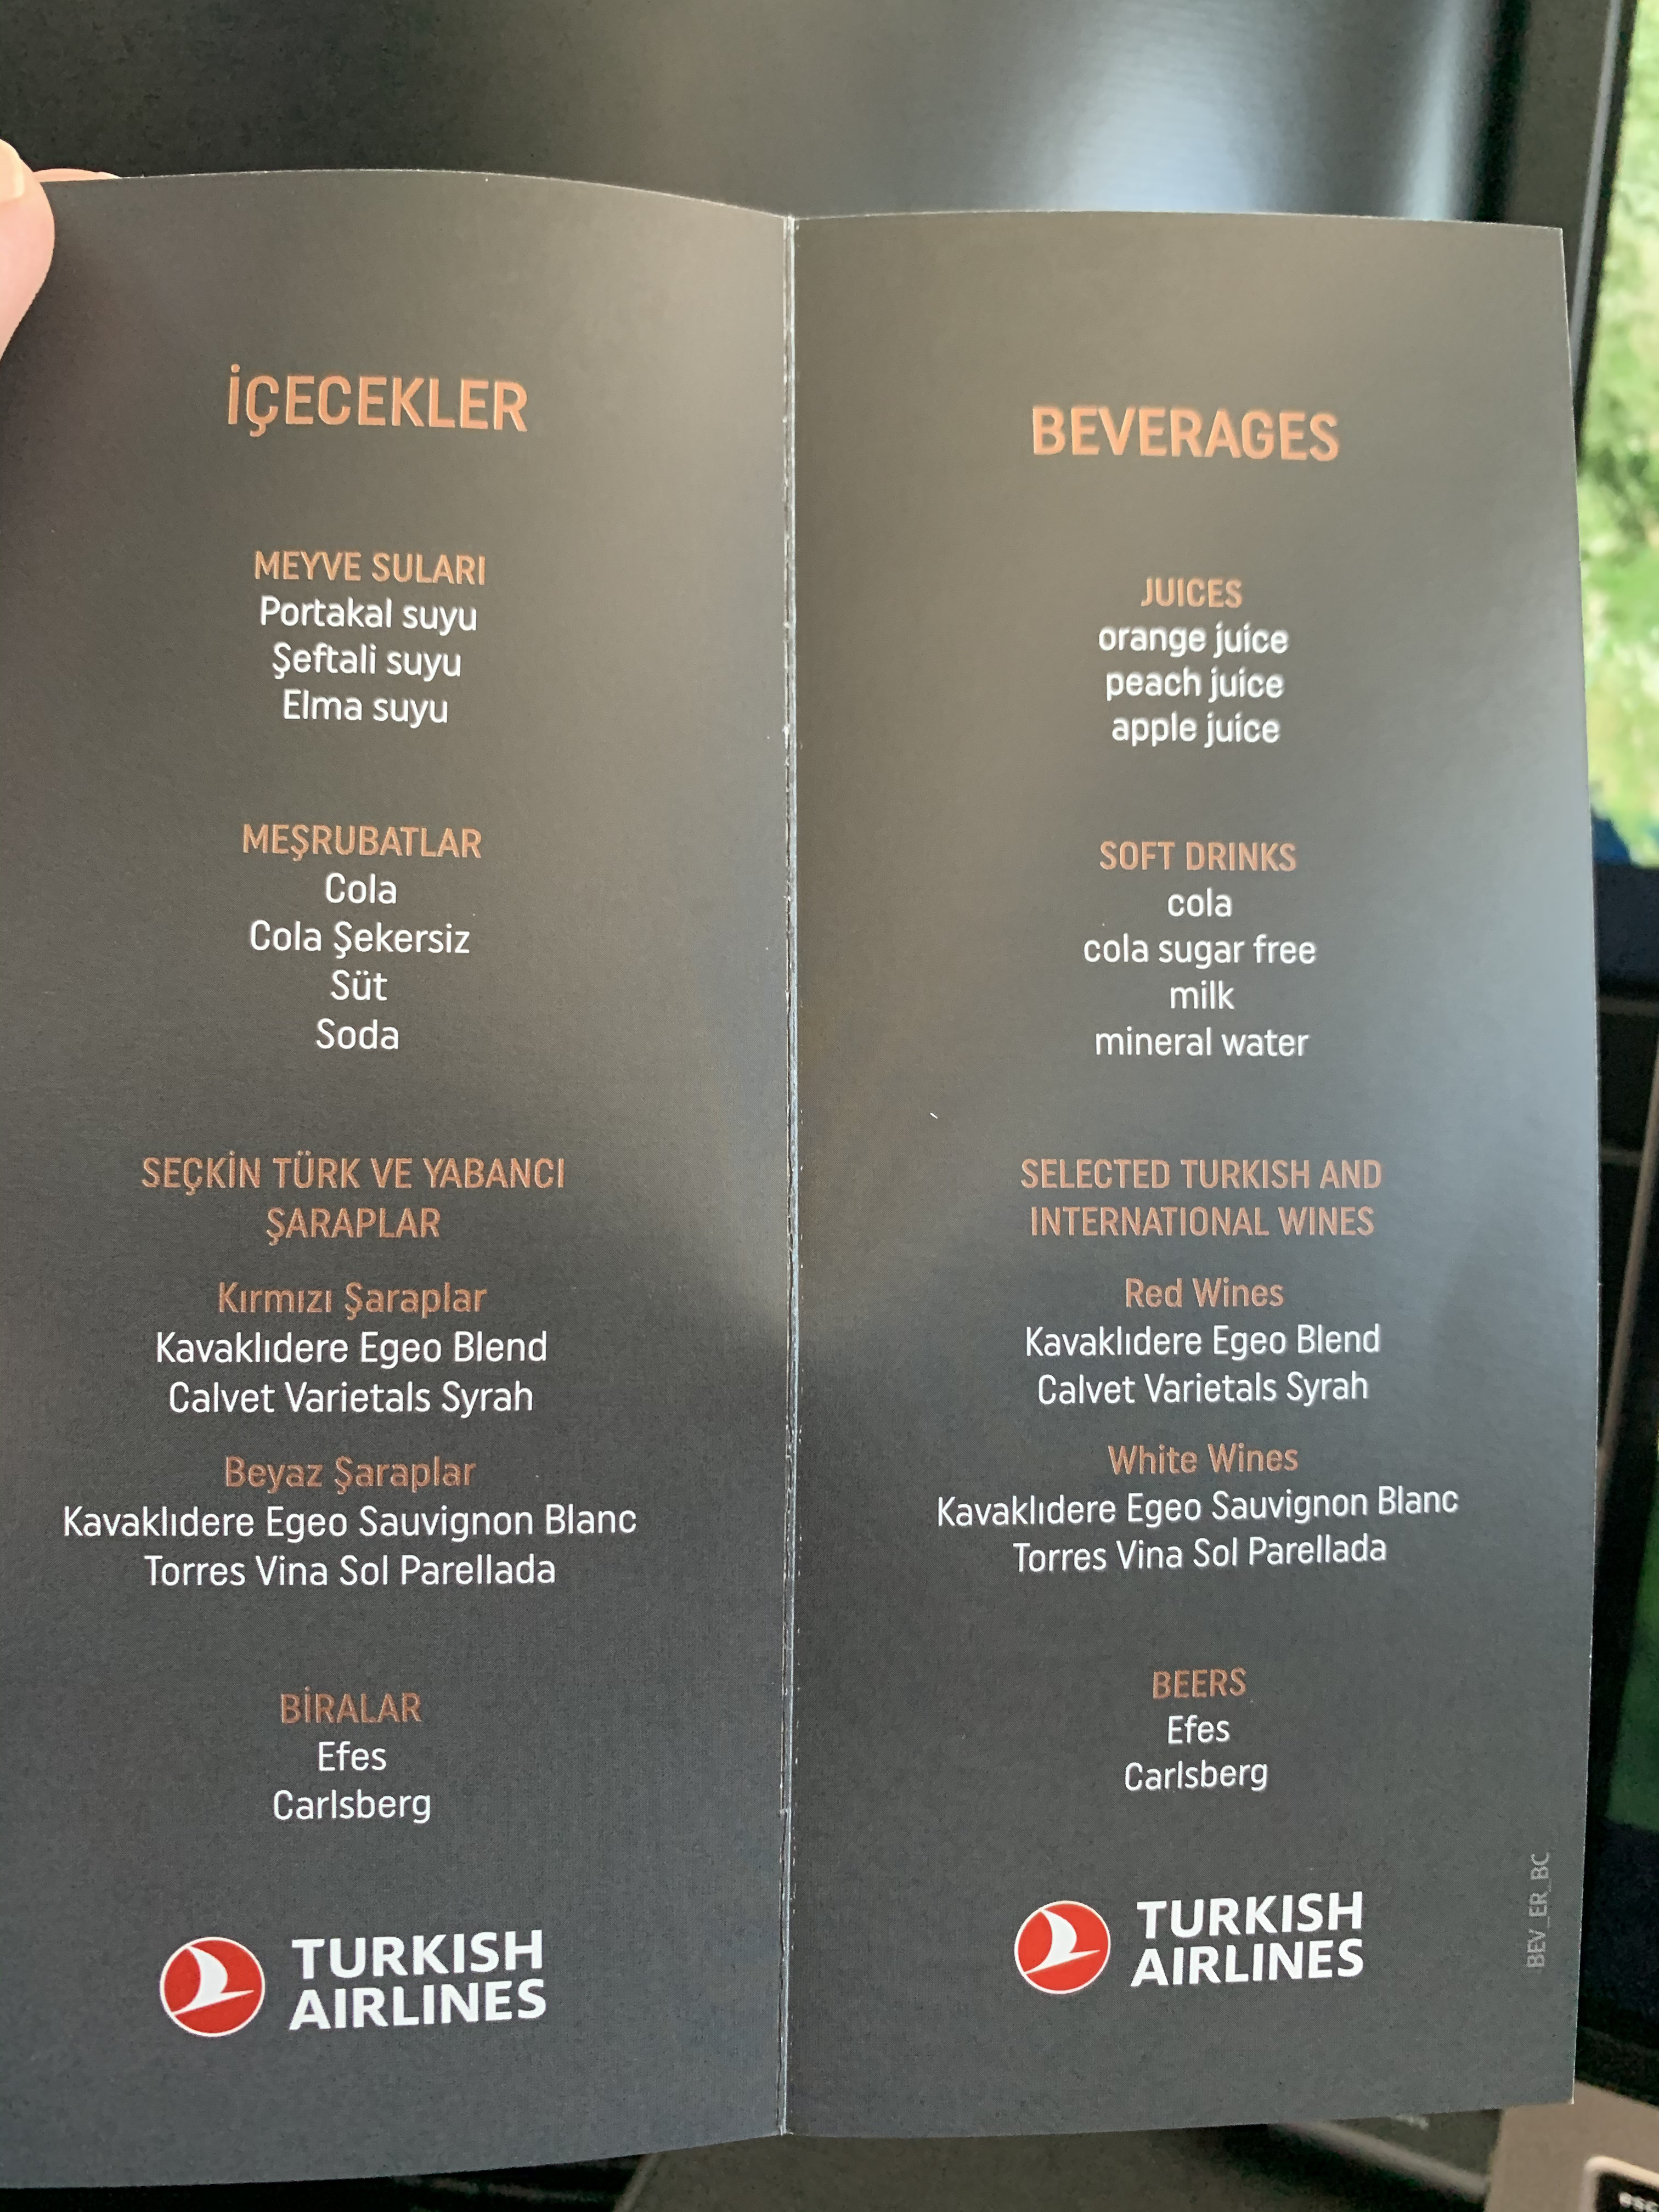 İÇECEKLER
MEYVE SULARI
Portakal suyu
Şeftali suyu
Elma suyu
MEŞRUBATLAR
Cola
Cola Şekersiz
Süt
Soda
SEÇKİN TÜRK VE YABANCI
ŞARAPLAR
Kırmızı Şaraplar
Kavaklıdere Egeo Blend
Calvet Varietals Syrah
Beyaz Şaraplar
Kavaklıdere Egeo Sauvignon Blanc
Torres Vina Sol Parellada
BİRALAR
Efes
Carlsberg
TURKISH
AIRLINES
BEVERAGES
JUICES
orange juice
peach juice
apple juice
SOFT DRINKS
cola
cola sugar free
milk
mineral water
SELECTED TURKISH AND
INTERNATIONAL WINES
Red Wines
Kavaklıdere Egeo Blend
Calvet Varietals Syrah
White Wines
Kavaklıdere Egeo Sauvignon Blanc
Torres Vina Sol Parellada
BEERS
Efes
Carlsberg
TURKISH
AIRLINES
BEV_ER_BC